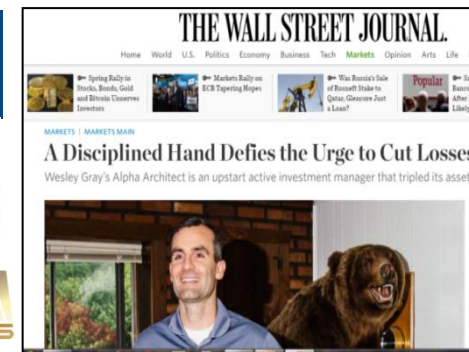 THE WALL STREET JOURNAL.
Home World U.S. Politics Economy Business Tech Markets Opinion Arts Life
Spring Rally in
Stocks, Bonds, Gold
and Bitcoin Unnerves
Investors
Markets Rally on
ECB Tapering Hopes
Was Russia's Sale
of Rosneft Stake to
Qatar, Glencore Just
a Loan?
Popular
MARKETS | MARKETS MAIN
A Disciplined Hand Defies the Urge to Cut Losses
Wesley Gray's Alpha Architect is an upstart active investment manager that tripled its asset